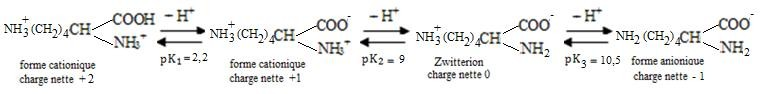 NH₃⁺(CH₂)₄CH COOH NH₃⁺
– H⁺
pK₁=2,2
NH₃⁺(CH₂)₄CH COO⁻ NH₃⁺
– H⁺
pK₂ = 9
NH₃⁺(CH₂)₄CH COO⁻ NH₂
– H⁺
pK₃ = 10,5
NH₂ (CH₂)₄CH COO⁻ NH₂
forme cationique
charge nette +2
forme cationique
charge nette +1
Zwitterion
charge nette 0
forme anionique
charge nette - 1